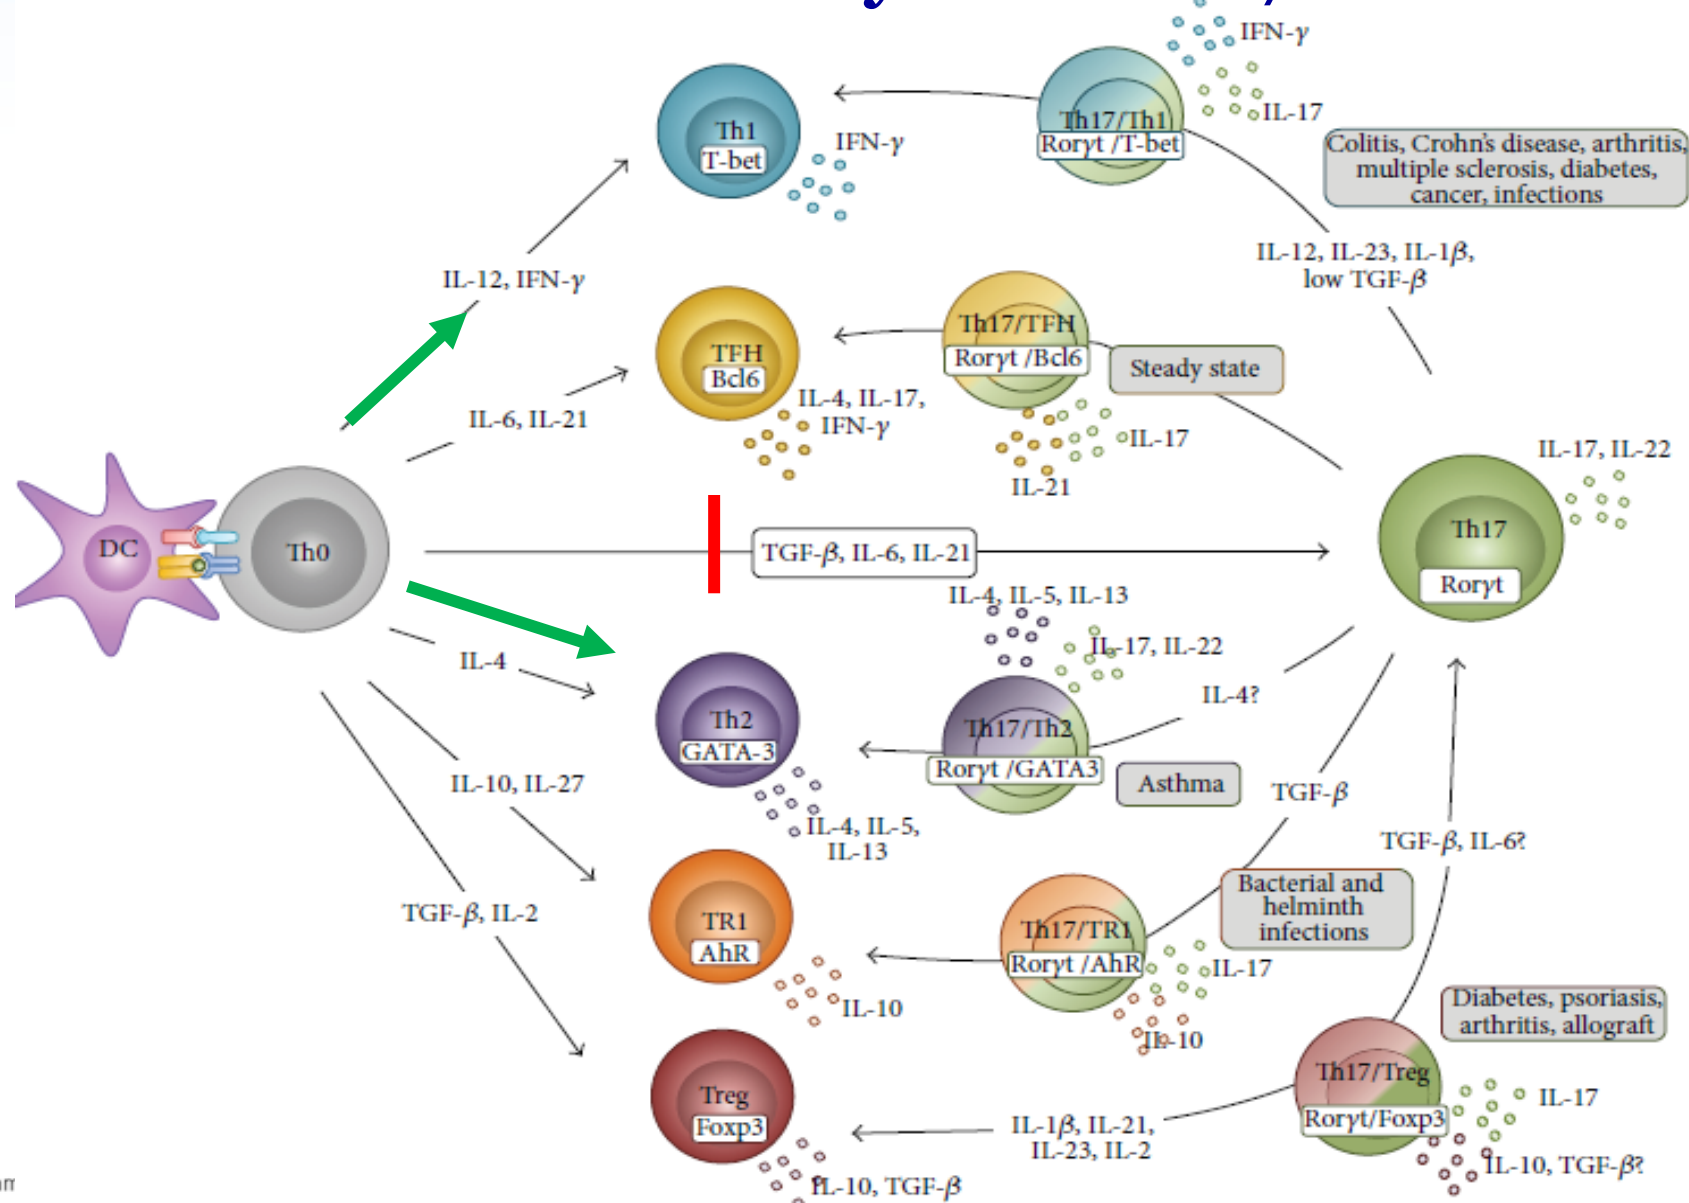 IFN-γ
IL-17
Th17/Th1
Rorγt /T-bet
Th1
T-bet
IFN-γ
Colitis, Crohn's disease, arthritis,
multiple sclerosis, diabetes,
cancer, infections
IL-12, IL-23, IL-1β,
low TGF-β
IL-12, IFN-γ
TFH
Bcl6
IL-4, IL-17,
IFN-γ
Th17/TFH
Rorγt /Bcl6
Steady state
IL-17
IL-21
IL-6, IL-21
IL-17, IL-22
Th17
Rorγt
DC
Th0
TGF-β, IL-6, IL-21
IL-4, IL-5, IL-13
IL-17, IL-22
IL-4
IL-4?
Th2
GATA-3
IL-4, IL-5,
IL-13
Th17/Th2
Rorγt /GATA3
Asthma
TGF-β
TGF-β, IL-6?
IL-10, IL-27
TR1
AhR
IL-10
Th17/TR1
Rorγt /AhR
IL-17
IL-10
Bacterial and
helminth
infections
TGF-β, IL-2
Diabetes, psoriasis,
arthritis, allograft
Treg
Foxp3
IL-10, TGF-β
IL-1β, IL-21,
IL-23, IL-2
Th17/Treg
Rorγt/Foxp3
IL-17
IL-10, TGF-β?